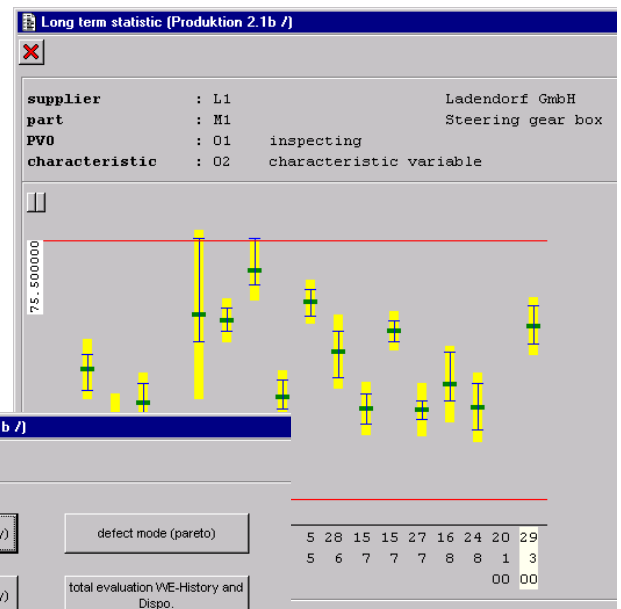 Long term statistic (Produktion 2.1b /)
supplier : L1 Ladendorf GmbH
part : M1 Steering gear box
PVO : O1 inspecting
characteristic : O2 characteristic variable
75.500000
b /)
y) defect mode (pareto)
y) total evaluation WE-History and
Dispo.
5 28 15 15 27 16 24 20 29
5 6 7 7 7 8 8 1 3
00 00